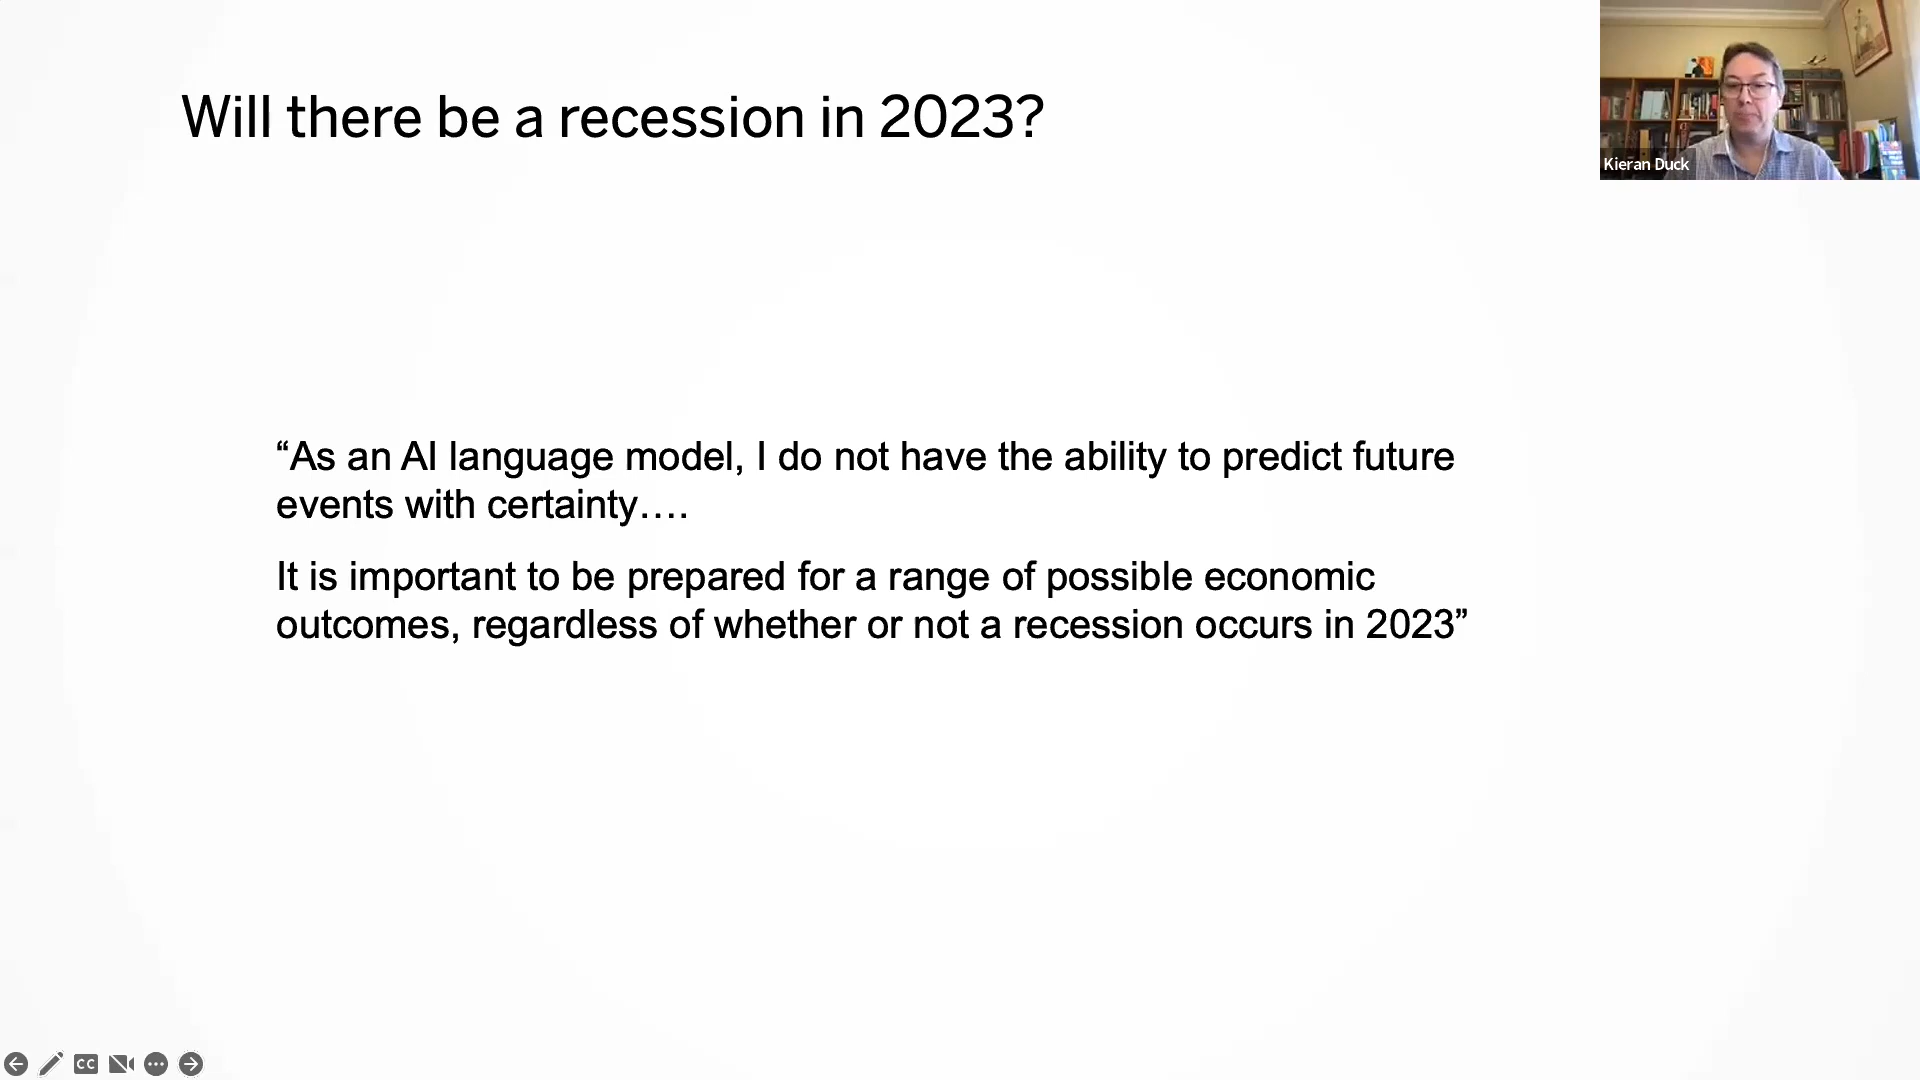 Will there be a recession in 2023?
Kieran Duck
“As an AI language model, I do not have the ability to predict future
events with certainty….
It is important to be prepared for a range of possible economic
outcomes, regardless of whether or not a recession occurs in 2023”
CC